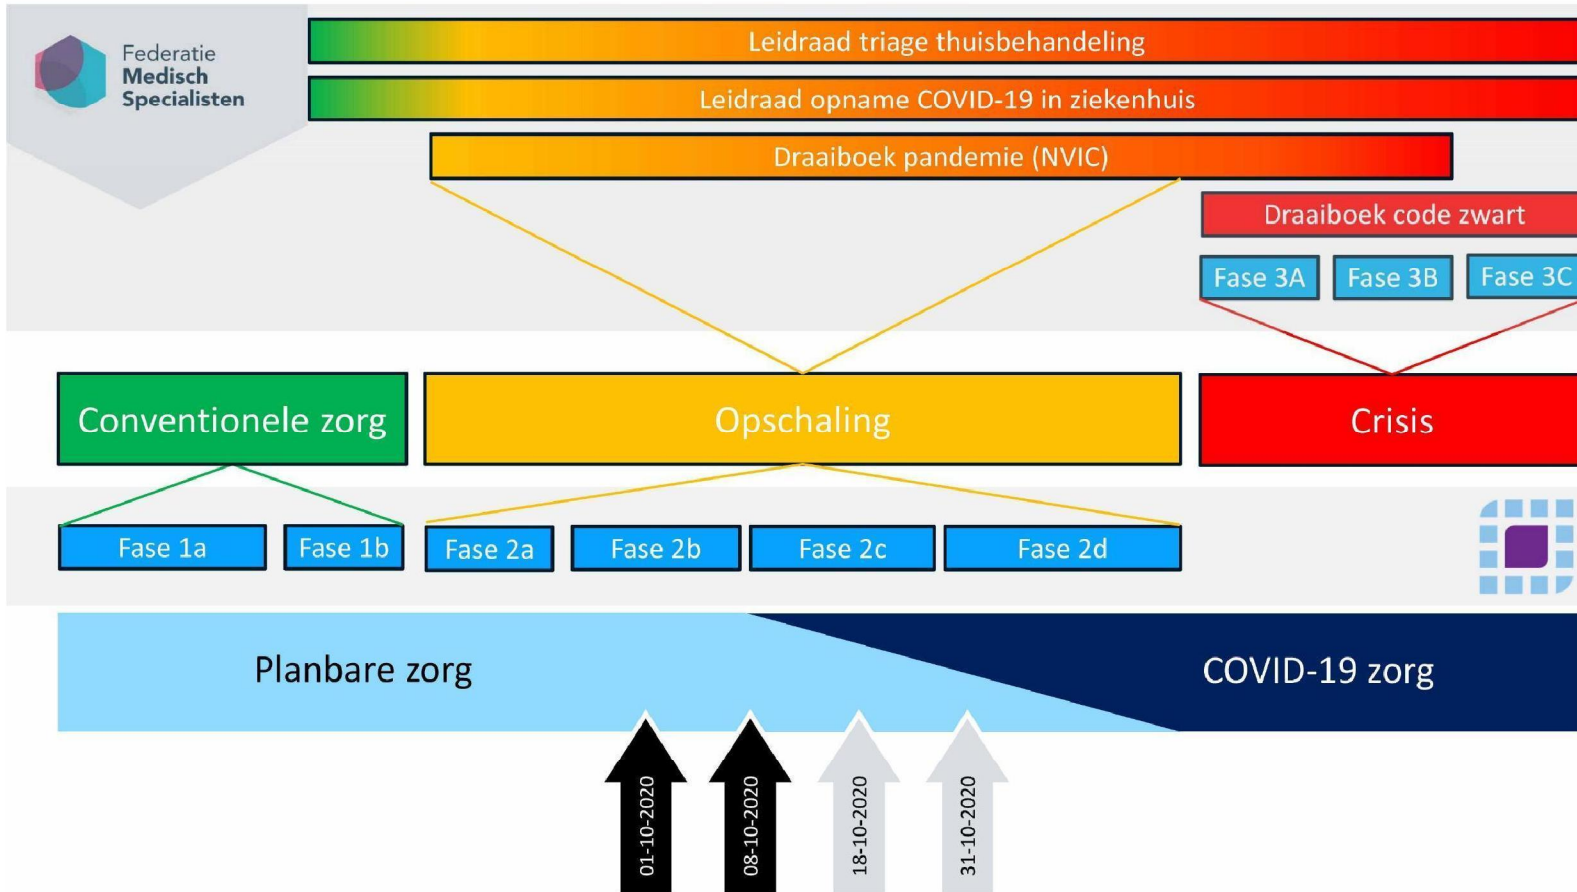 Federatie
Medisch
Specialisten
Leidraad triage thuisbehandeling
Leidraad opname COVID-19 in ziekenhuis
Draaiboek pandemie (NVIC)
Draaiboek code zwart
Fase 3A
Fase 3B
Fase 3C
Conventionele zorg
Opschaling
Crisis
Fase 1a
Fase 1b
Fase 2a
Fase 2b
Fase 2c
Fase 2d
Planbare zorg
COVID-19 zorg
01-10-2020
08-10-2020
18-10-2020
31-10-2020